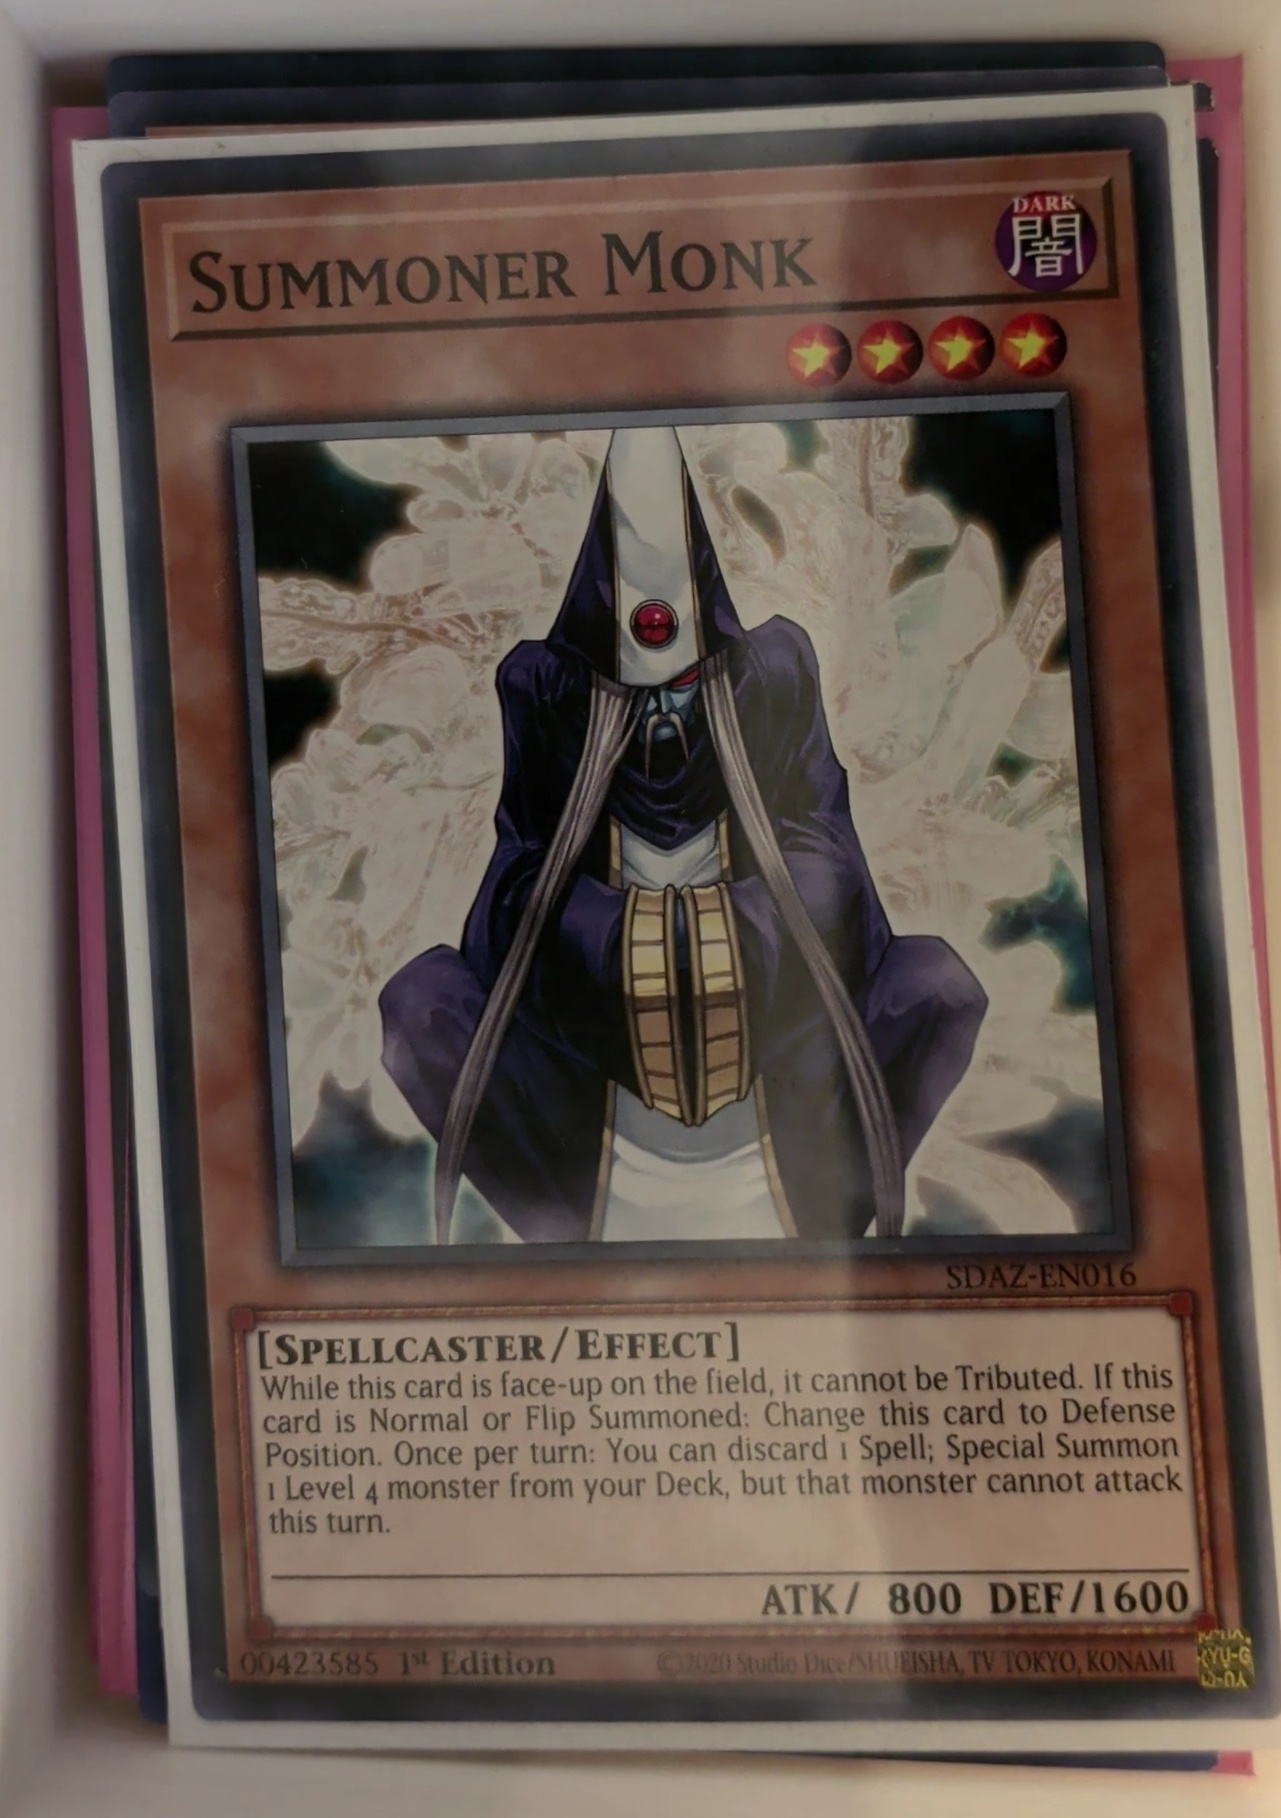 SUMMONER MONK
DARK
闇
SDAZ-EN016
[SPELLCASTER/EFFECT]
While this card is face-up on the field, it cannot be Tributed. If this
card is Normal or Flip Summoned: Change this card to Defense
Position. Once per turn: You can discard 1 Spell; Special Summon
1 Level 4 monster from your Deck, but that monster cannot attack
this turn.
ATK/ 800 DEF/1600
00423585 1st Edition ©2020 Studio Dice/SHUEISHA, TV TOKYO, KONAMI